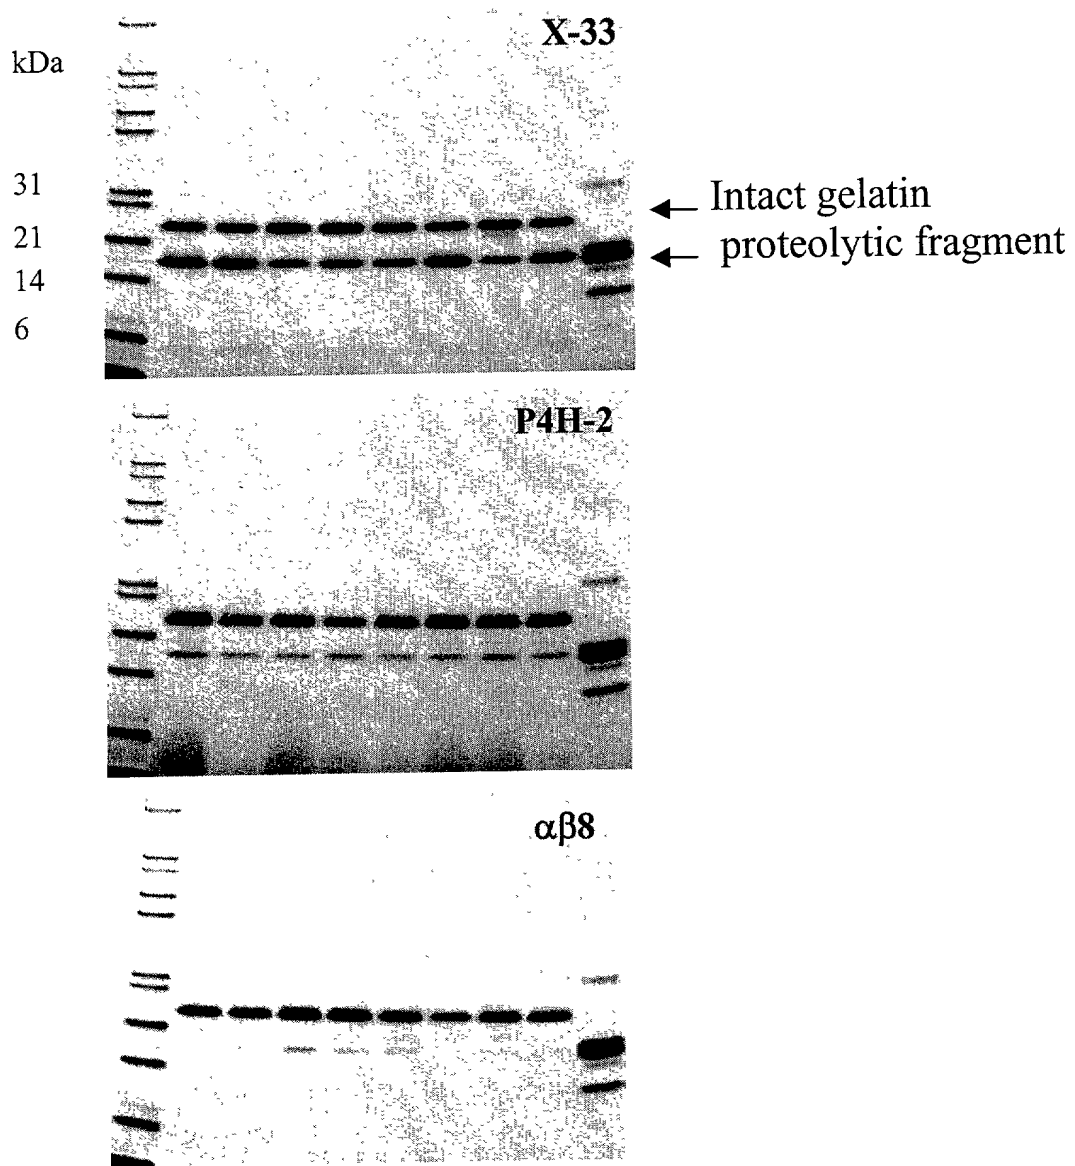 X-33
kDa
31
Intact gelatin
21
proteolytic fragment
14
6
P4H-2
αβ8